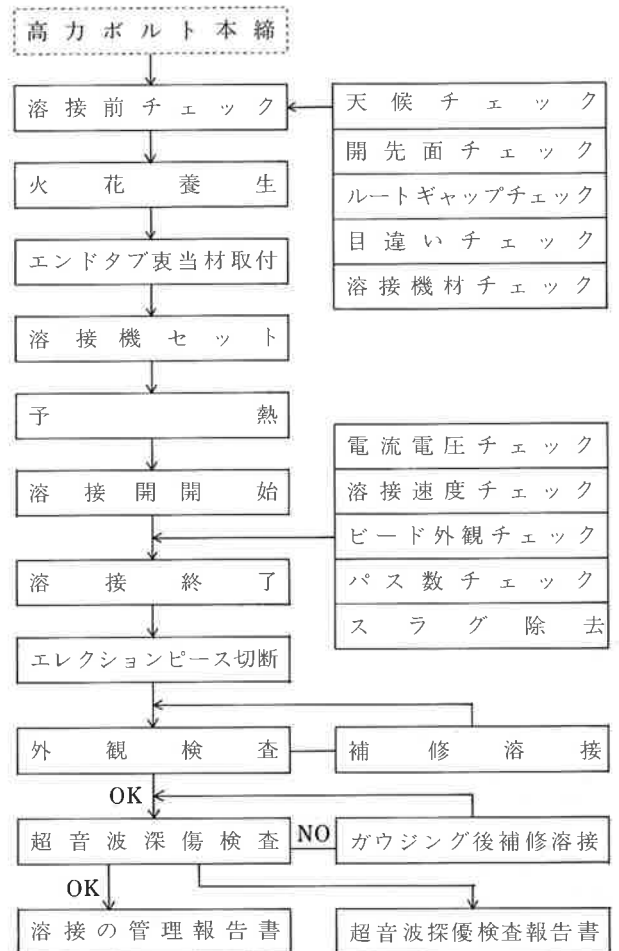 高力ボルト本締
溶接前チェック
天候チェック
開先面チェック
ルートギャップチェック
目違いチェック
溶接機材チェック
火花養生
エンドタブ衷当材取付
溶接機セット
予熱
溶接開開始
電流電圧チェック
溶接速度チェック
ビード外観チェック
パス数チェック
スラグ除去
溶接終了
エレクションピース切断
外観検査
補修溶接
OK
超音波深傷検査
NO
ガウジング後補修溶接
OK
溶接の管理報告書
超音波探優検査報告書